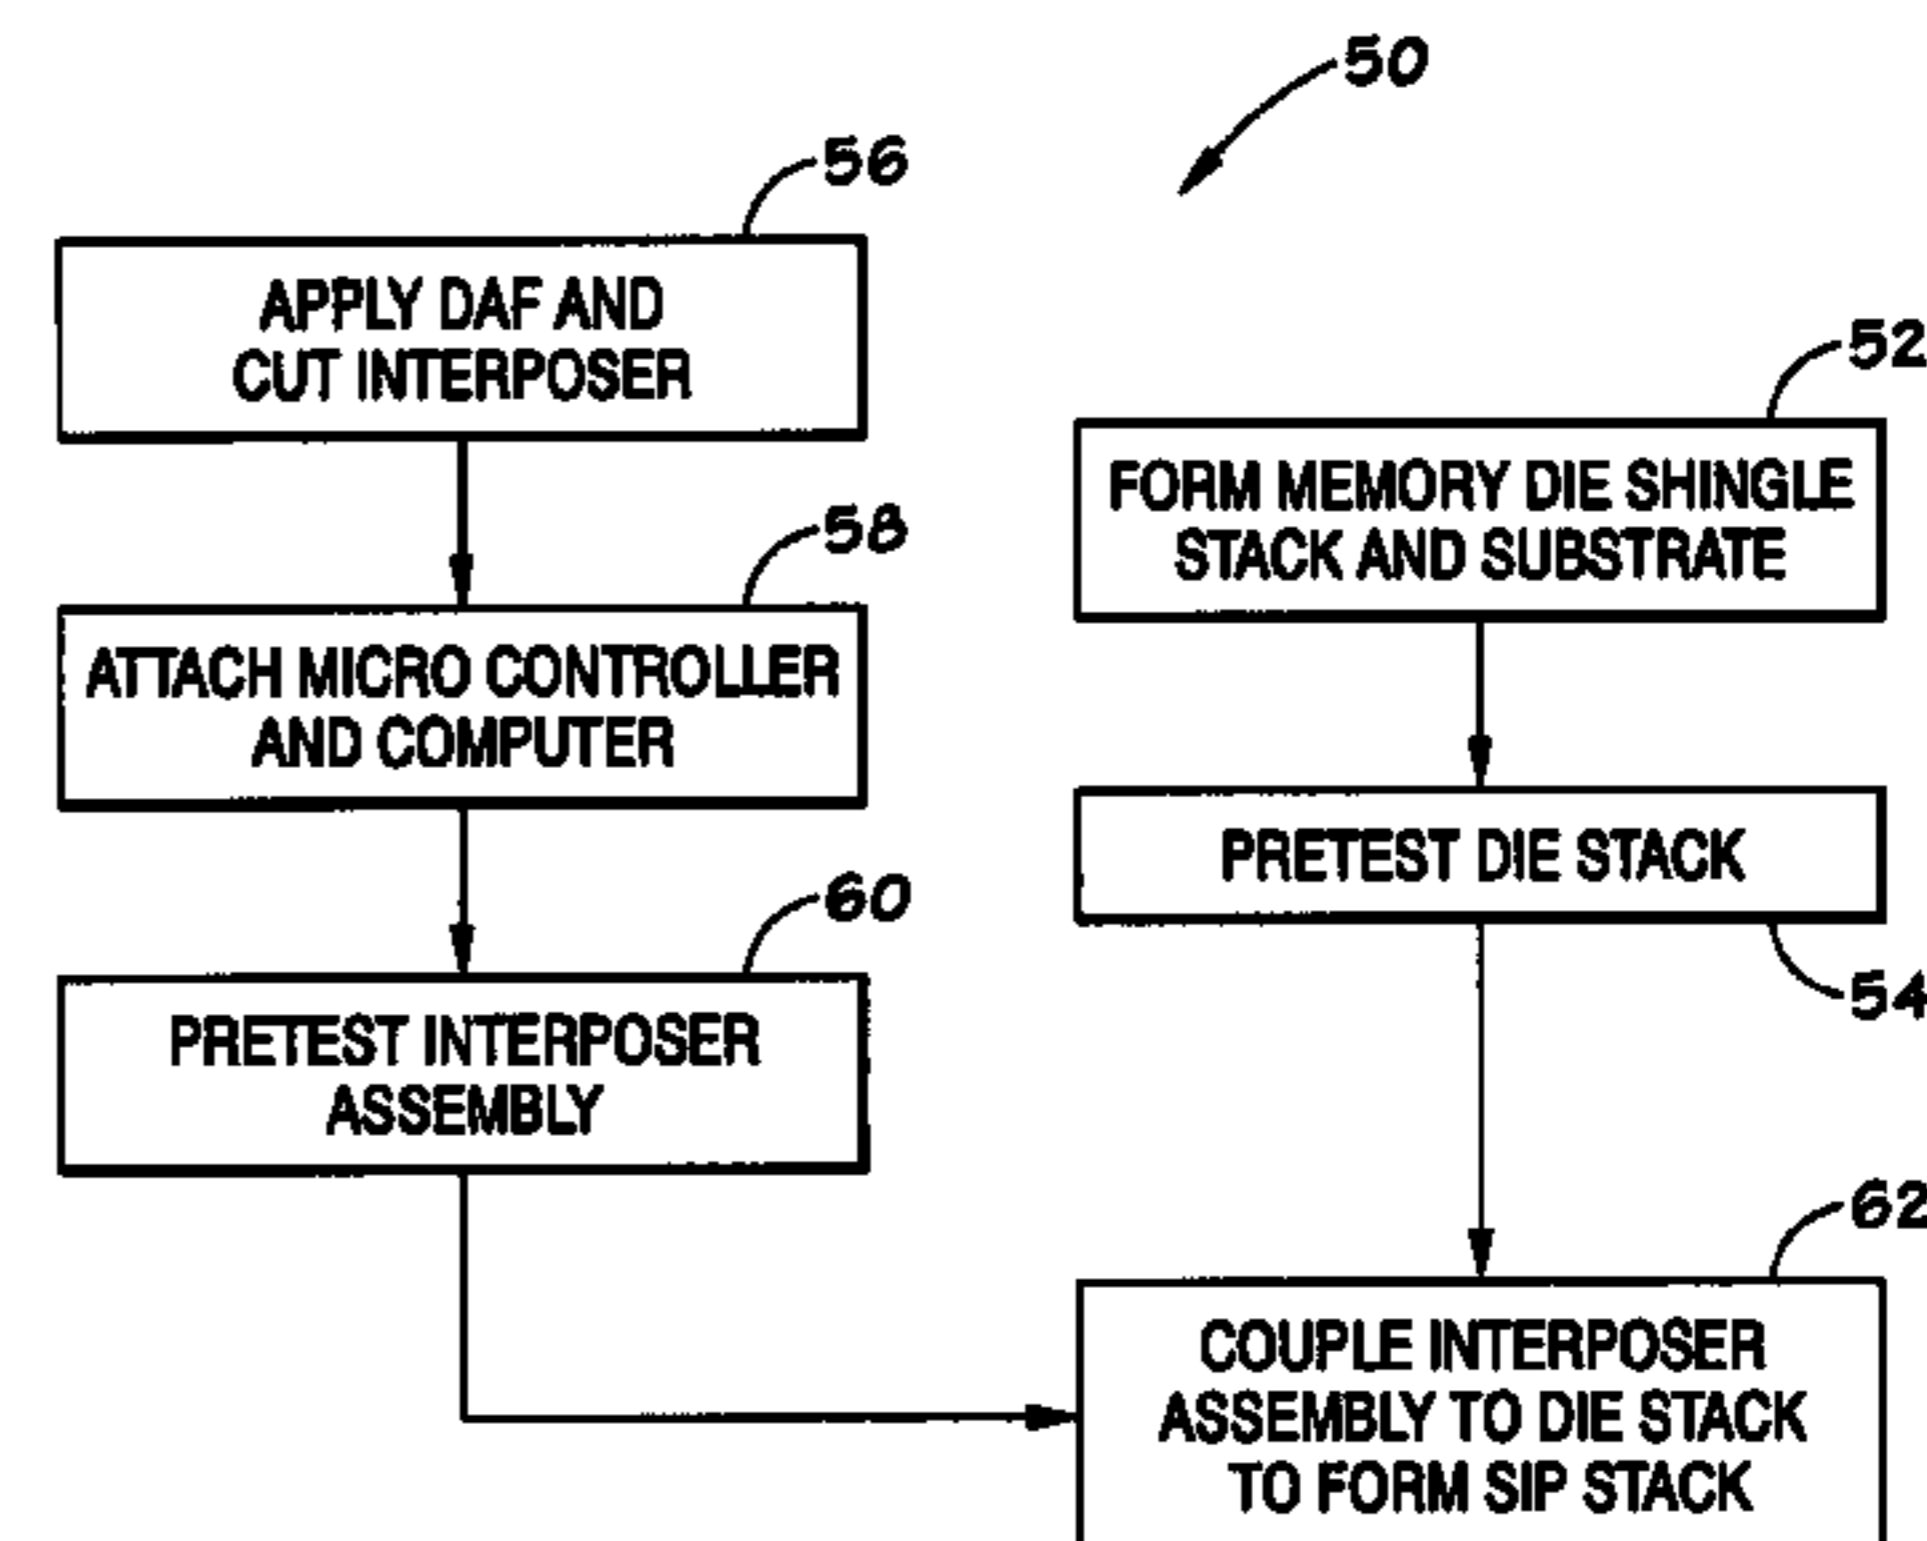 50
56
APPLY DAF AND
CUT INTERPOSER
52
FORM MEMORY DIE SHINGLE
STACK AND SUBSTRATE
58
ATTACH MICRO CONTROLLER
AND COMPUTER
PRETEST DIE STACK
54
60
PRETEST INTERPOSER
ASSEMBLY
62
COUPLE INTERPOSER
ASSEMBLY TO DIE STACK
TO FORM SIP STACK